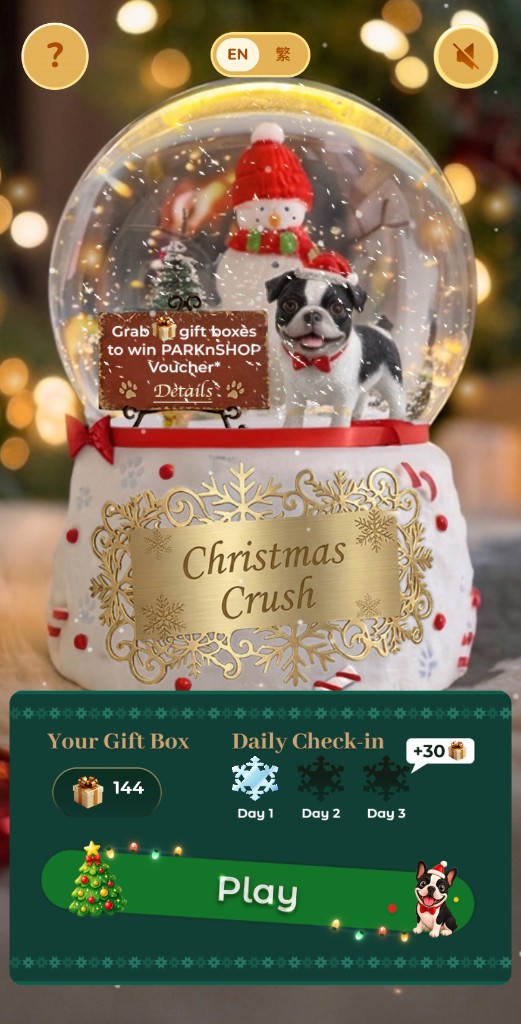 ?
EN 繁
Grab gift boxes
to win PARKnSHOP
Voucher*
Details
Christmas
Crush
Your Gift Box
144
Daily Check-in
+30
Day 1 Day 2 Day 3
Play